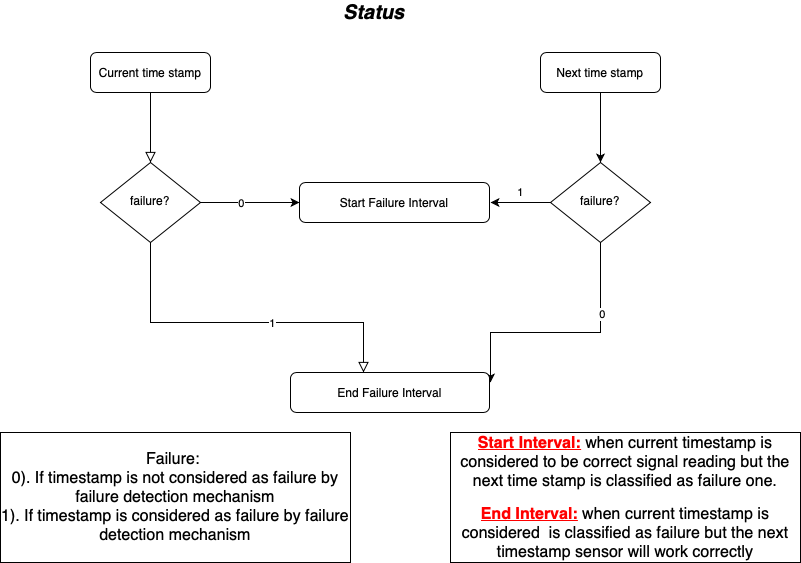 Status
Current time stamp
Next time stamp
failure?
0
Start Failure Interval
1
failure?
1
0
End Failure Interval
Failure:
0). If timestamp is not considered as failure by
failure detection mechanism
1). If timestamp is considered as failure by failure
detection mechanism
Start Interval: when current timestamp is
considered to be correct signal reading but the
next time stamp is classified as failure one.
End Interval: when current timestamp is
considered  is classified as failure but the next
timestamp sensor will work correctly